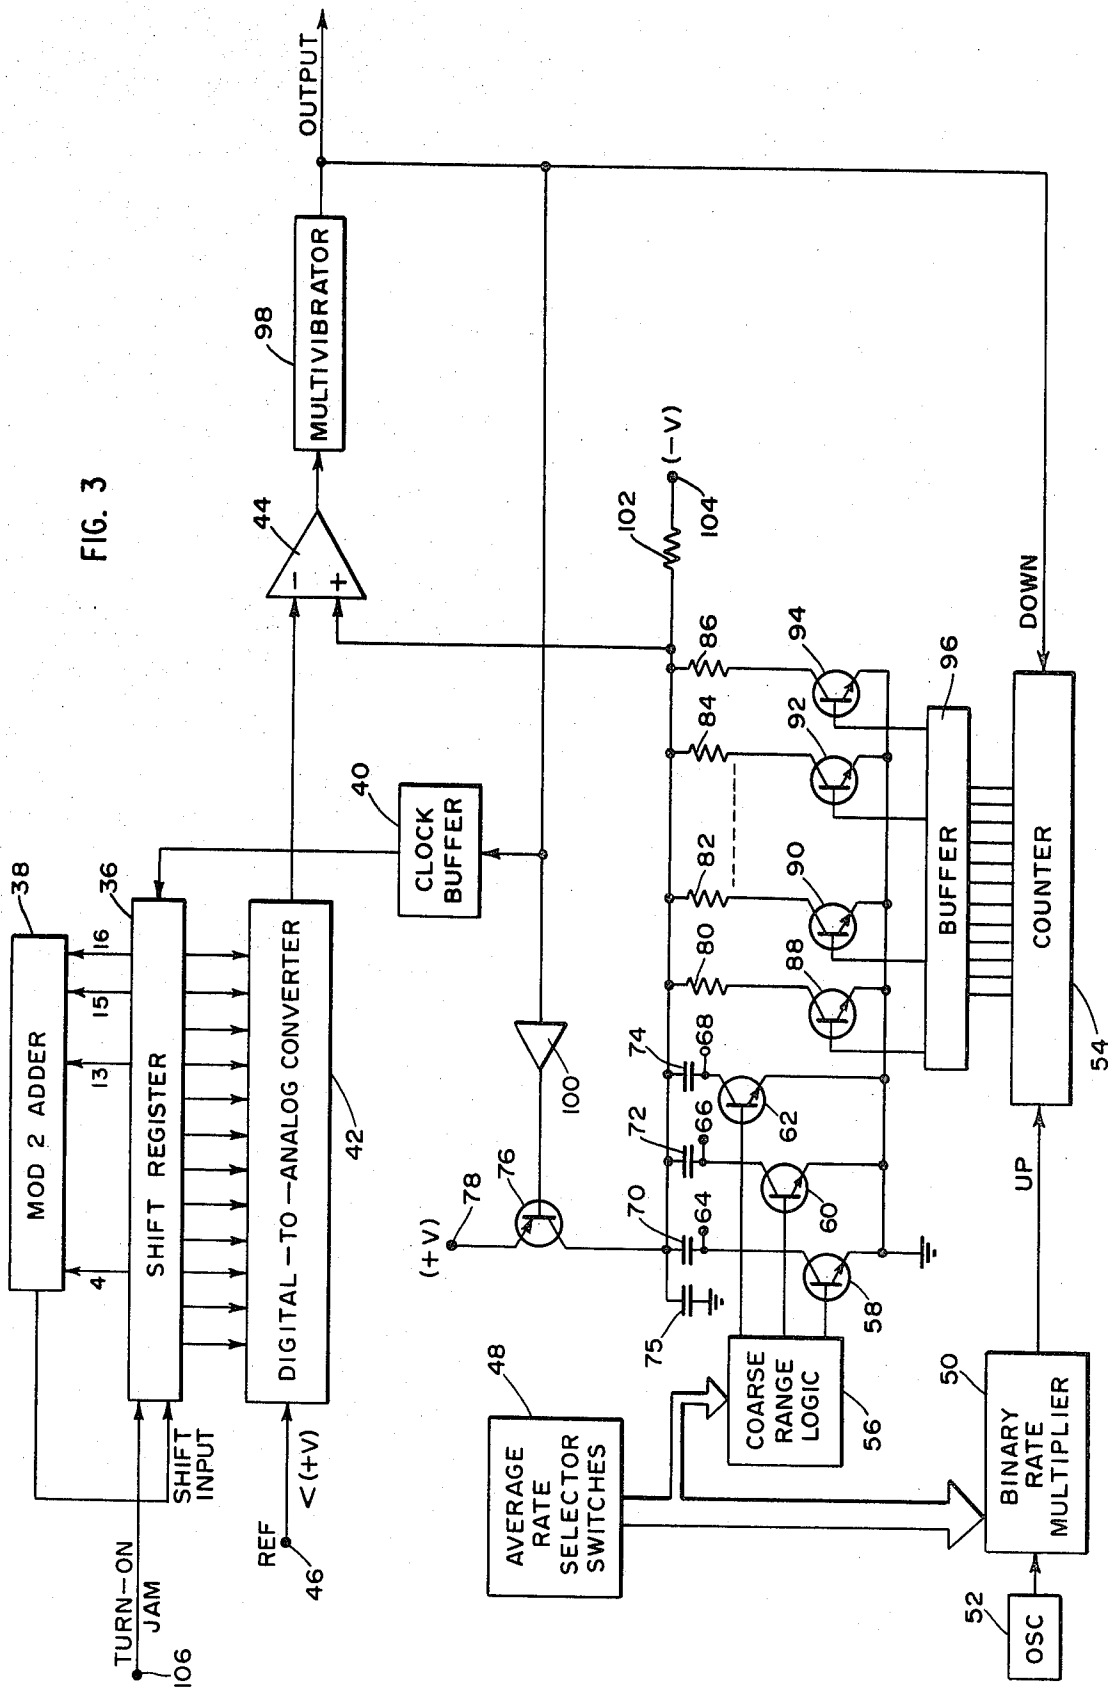 FIG. 3
TURN-ON
JAM
106
SHIFT
INPUT
MOD 2 ADDER
38
4
13
15
16
SHIFT REGISTER
36
REF
46
<(+V)
DIGITAL-TO-ANALOG CONVERTER
42
CLOCK
BUFFER
40
44
-
+
MULTIVIBRATOR
98
OUTPUT
(+V)
78
76
100
AVERAGE
RATE
SELECTOR
SWITCHES
48
COARSE
RANGE
LOGIC
56
75
70
64
72
66
74
68
58
60
62
80
82
84
86
88
90
92
94
102
(-V)
104
BUFFER
96
OSC
52
BINARY
RATE
MULTIPLIER
50
UP
COUNTER
54
DOWN